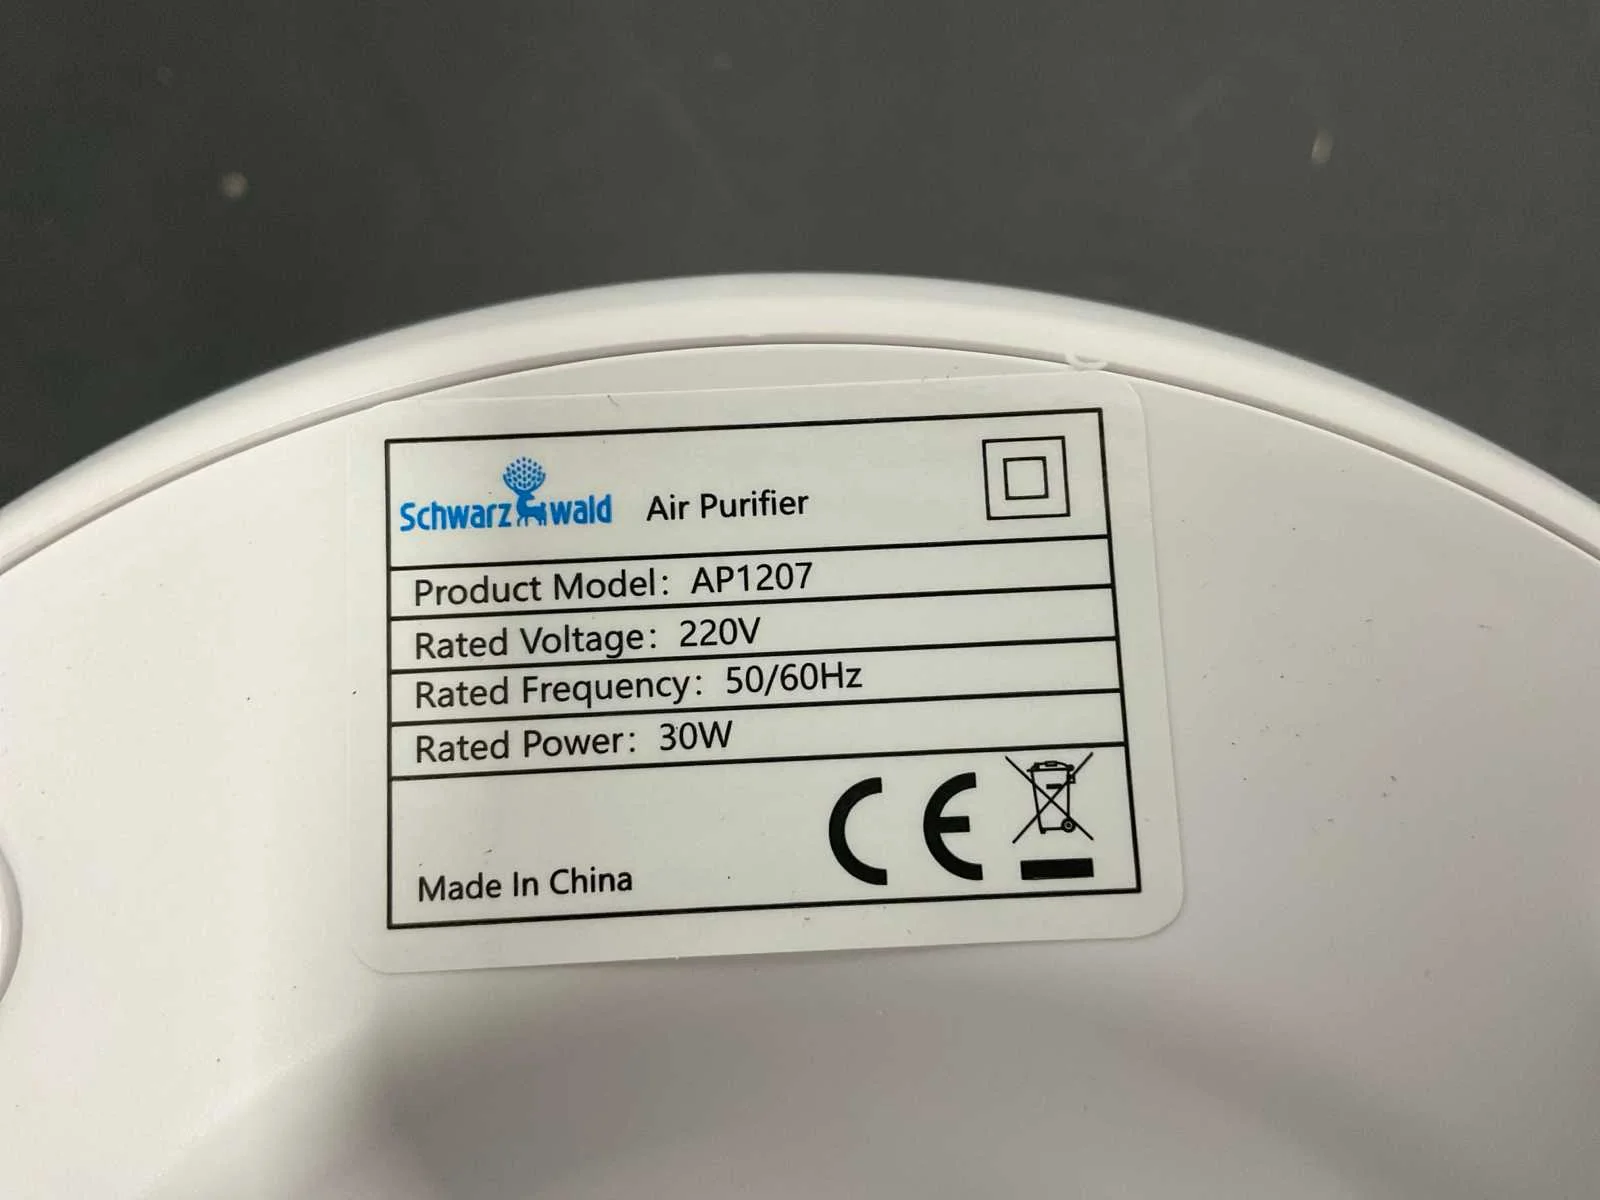 Schwarzwald Air Purifier
Product Model: AP1207
Rated Voltage: 220V
Rated Frequency: 50/60Hz
Rated Power: 30W
CE
Made In China